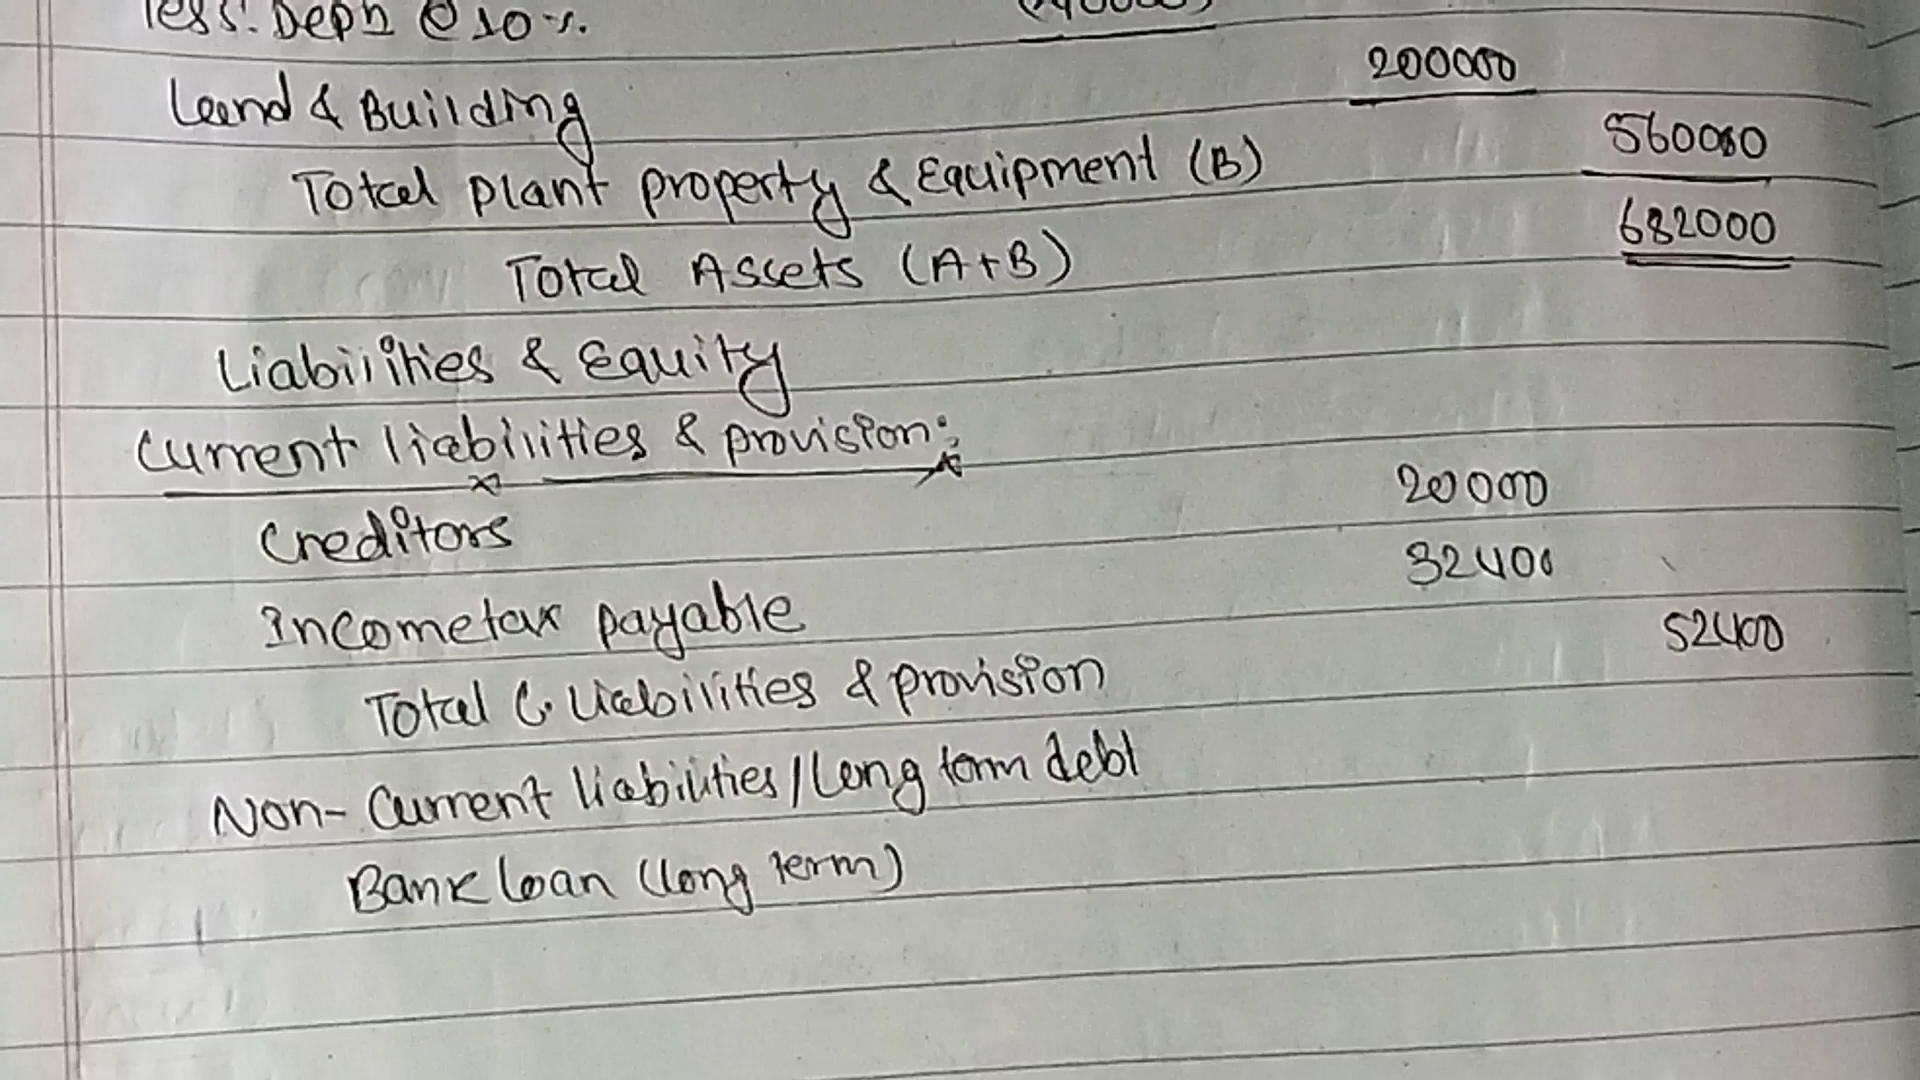 less: Depn @ 10%. (40000)
Land & Building 200000
Total plant property & Equipment (B) 560000
Total Assets (A+B) 682000
Liabilities & Equity
Current liabilities & provision:
Creditors 20000
Incometax payable 32400
Total C. Liabilities & provision 52400
Non-Current liabilities/Long term debt
Bank loan (long term)